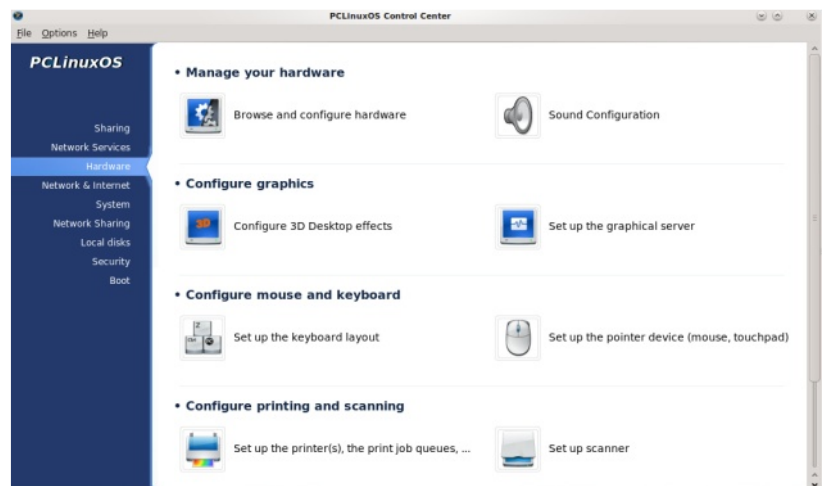 PCLinuxOS Control Center
File Options Help
PCLinuxOS
Sharing
Network Services
Hardware
Network & Internet
System
Network Sharing
Local disks
Security
Boot
• Manage your hardware
Browse and configure hardware
Sound Configuration
• Configure graphics
3D
Configure 3D Desktop effects
Set up the graphical server
• Configure mouse and keyboard
Z
Ctrl
Set up the keyboard layout
Set up the pointer device (mouse, touchpad)
• Configure printing and scanning
Set up the printer(s), the print job queues, ...
Set up scanner